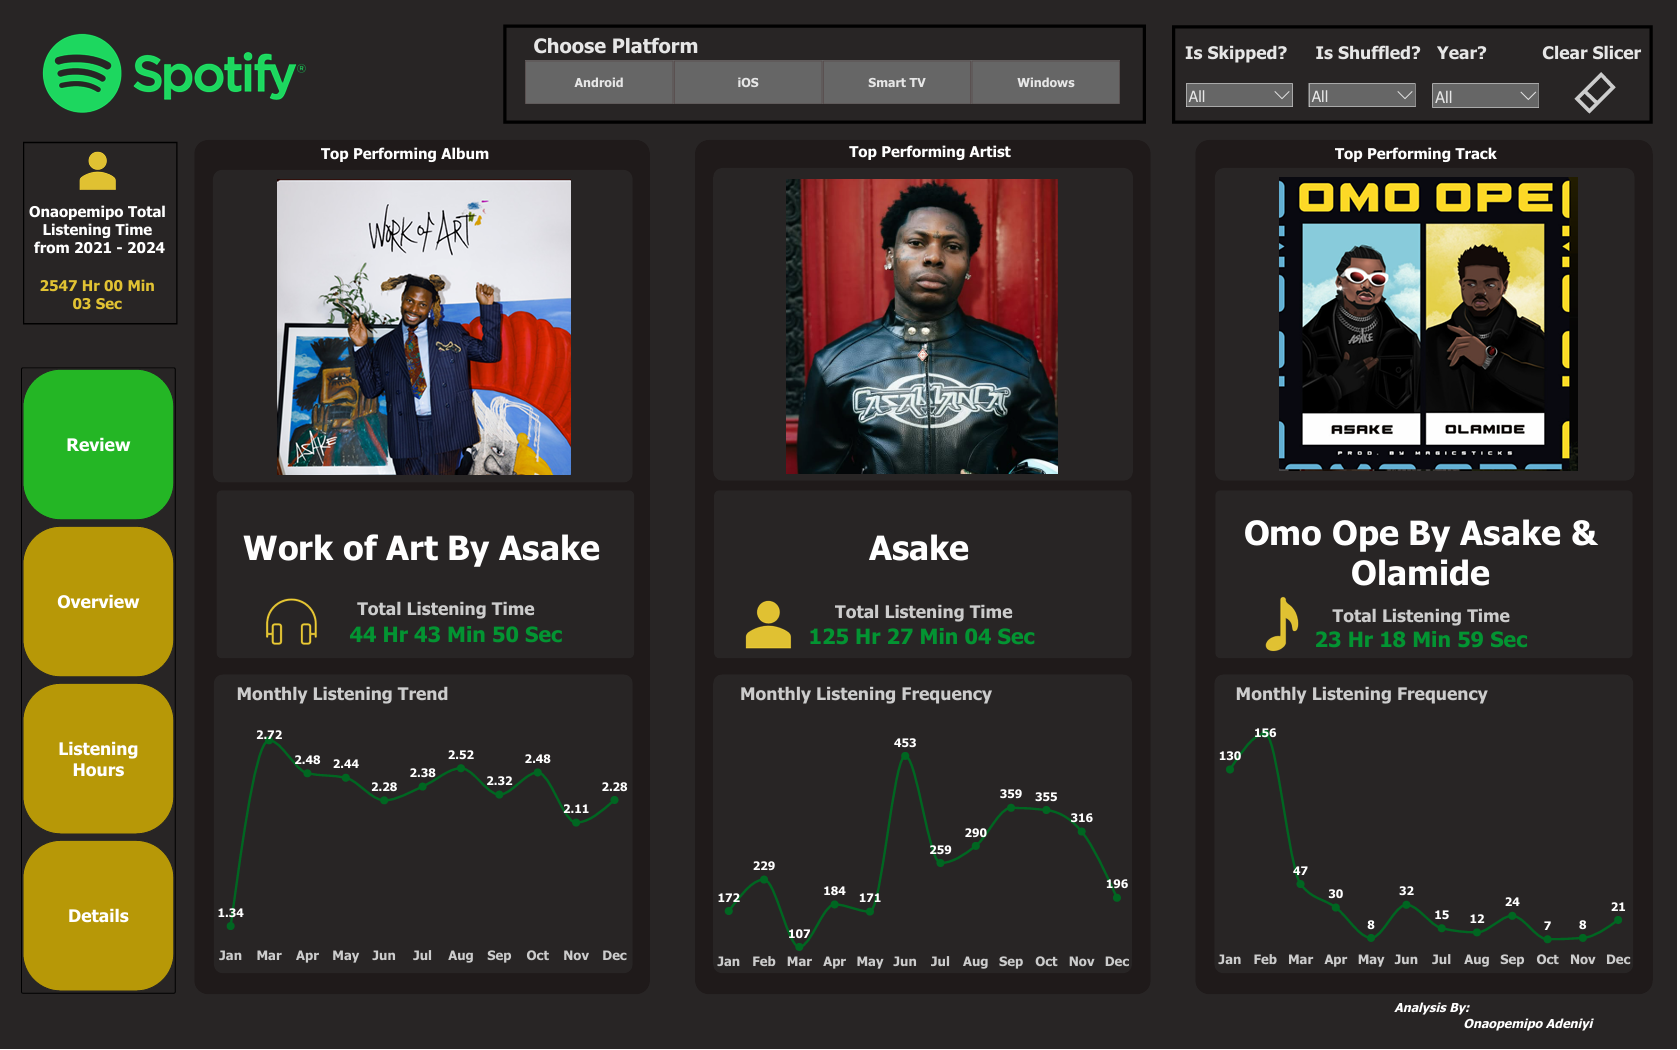 Spotify®
Choose Platform
Android
iOS
Smart TV
Windows
Is Skipped?
Is Shuffled?
Year?
Clear Slicer
All
All
All
Onaopemipo Total
Listening Time
from 2021 - 2024
2547 Hr 00 Min
03 Sec
Review
Overview
Listening
Hours
Details
Top Performing Album
WORK of ART
ASAKE
Work of Art By Asake
Total Listening Time
44 Hr 43 Min 50 Sec
Monthly Listening Trend
1.34
2.72
2.48
2.44
2.28
2.38
2.52
2.32
2.48
2.11
2.28
Jan Mar Apr May Jun Jul Aug Sep Oct Nov Dec
Top Performing Artist
CASABLANCA
Asake
Total Listening Time
125 Hr 27 Min 04 Sec
Monthly Listening Frequency
172
229
107
184
171
453
259
290
359
355
316
196
Jan Feb Mar Apr May Jun Jul Aug Sep Oct Nov Dec
Top Performing Track
OMO OPE
ASAKE
ASAKE
OLAMIDE
PROD. BY MAGICSTICKS
Omo Ope By Asake &
Olamide
Total Listening Time
23 Hr 18 Min 59 Sec
Monthly Listening Frequency
130
156
47
30
8
32
15
12
24
7
8
21
Jan Feb Mar Apr May Jun Jul Aug Sep Oct Nov Dec
Analysis By:
Onaopemipo Adeniyi